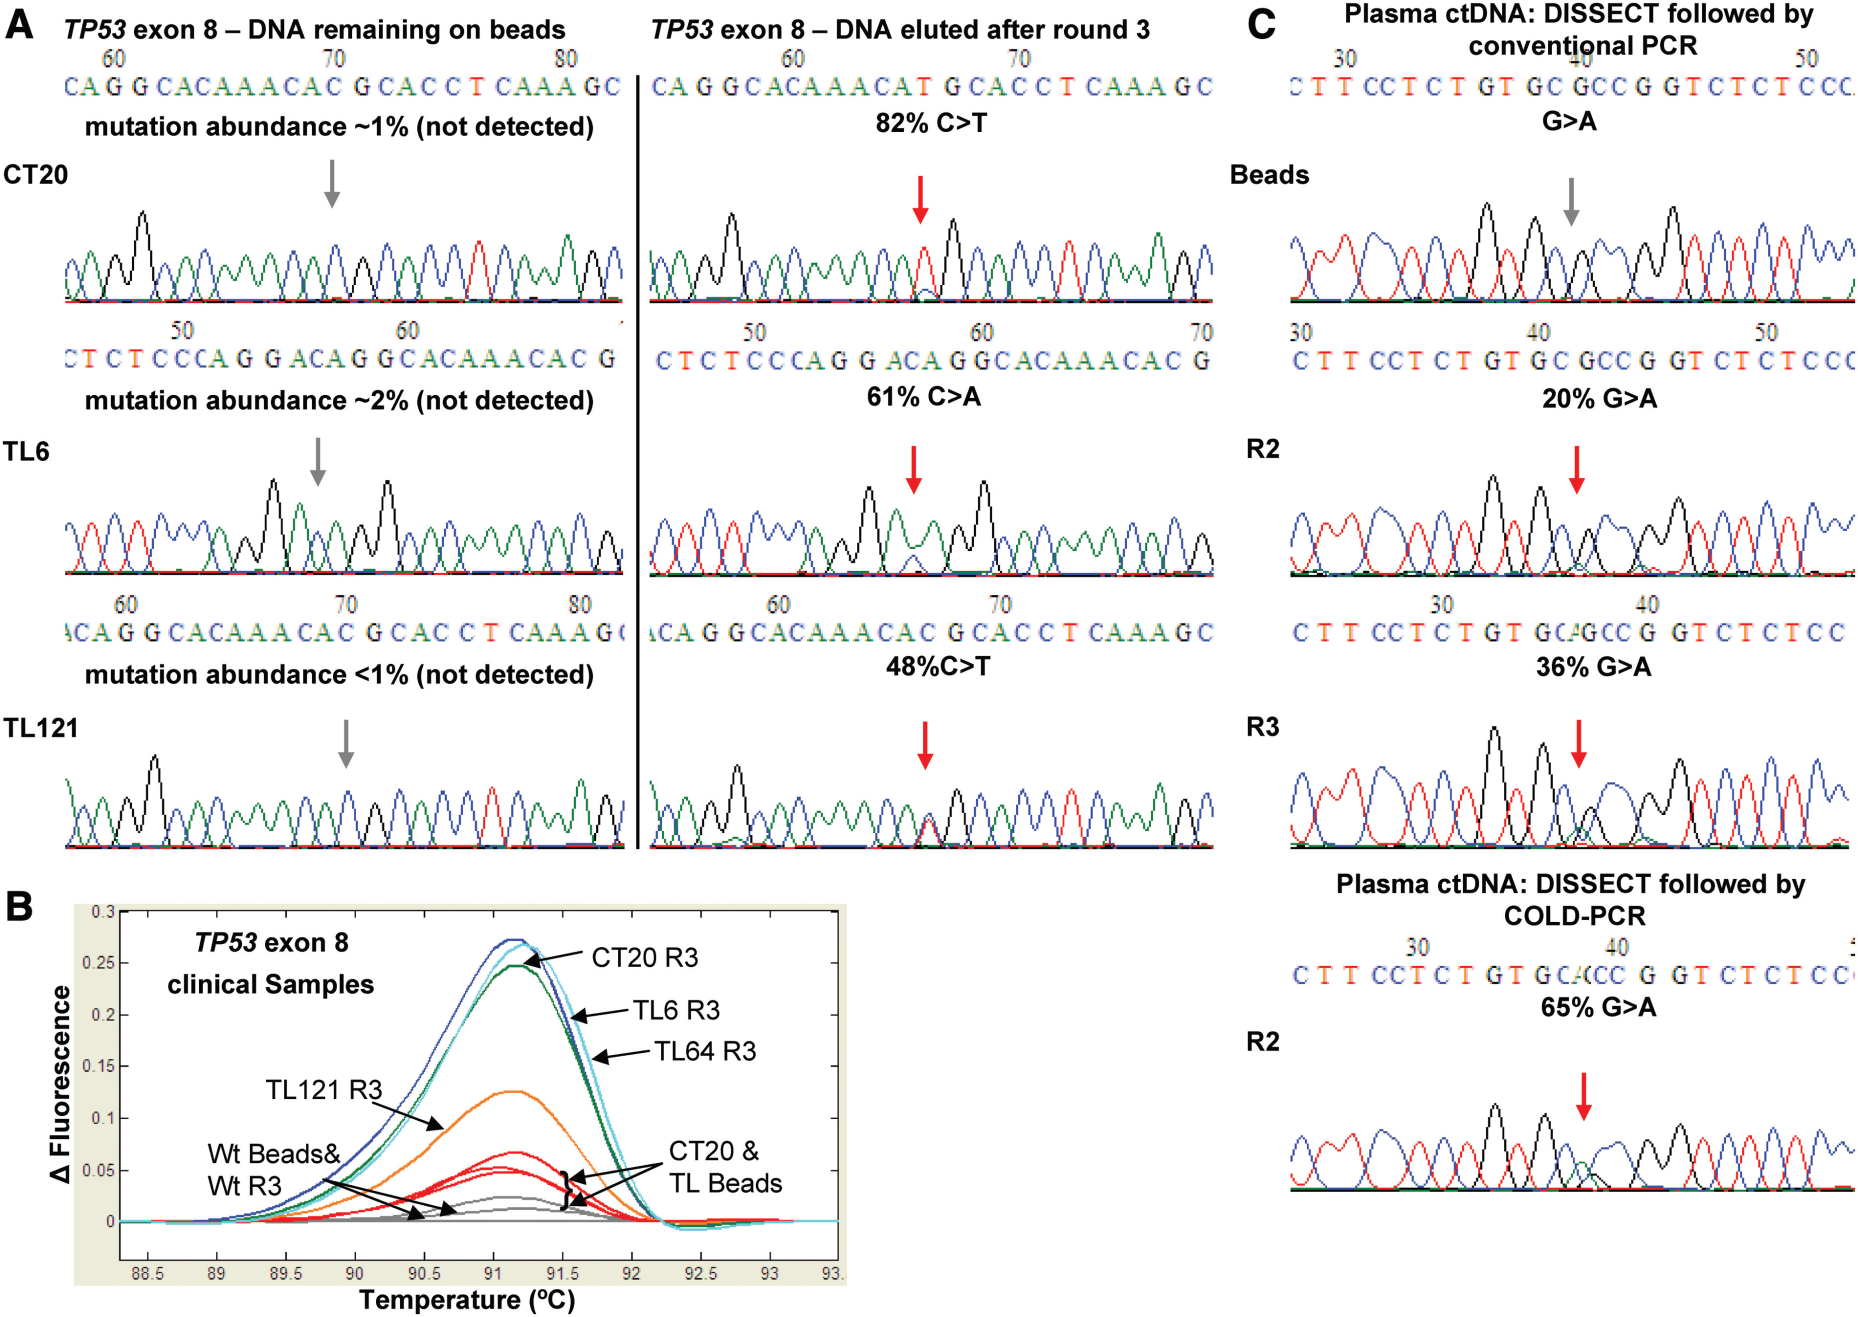 A
TP53 exon 8 – DNA remaining on beads
60 70 80
CAGGCACAAACACGCACCTCAAAGC
mutation abundance ~1% (not detected)
CT20
50 60
CTCTCCCAGGACAGGCACAAACACG
mutation abundance ~2% (not detected)
TL6
60 70 80
ACAGGCACAAACACGCACCTCAAAGC
mutation abundance <1% (not detected)
TL121
TP53 exon 8 – DNA eluted after round 3
60 70
CAGGCACAAACATGCACCTCAAAGC
82% C>T
50 60 70
CTCTCCCAGGACAGGCACAAACACG
61% C>A
60 70
ACAGGCACAAACACGCACCTCAAAGC
48%C>T
B
TP53 exon 8
clinical Samples
CT20 R3
TL6 R3
TL64 R3
TL121 R3
Wt Beads&
Wt R3
CT20 &
TL Beads
Δ Fluorescence
0.3
0.25
0.2
0.15
0.1
0.05
0
88.5 89 89.5 90 90.5 91 91.5 92 92.5 93 93.
Temperature (ºC)
C
Plasma ctDNA: DISSECT followed by
conventional PCR
30 40 50
CTTCCTCTGTGCGCCGGTCTCTCCC
G>A
Beads
30 40 50
CTTCCTCTGTGCGCCGGTCTCTCCC
20% G>A
R2
30 40
CTTCCTCTGTGCAGCCGGTCTCTCC
36% G>A
R3
Plasma ctDNA: DISSECT followed by
COLD-PCR
30 40
CTTCCTCTGTGCACCGGTCTCTCC
65% G>A
R2